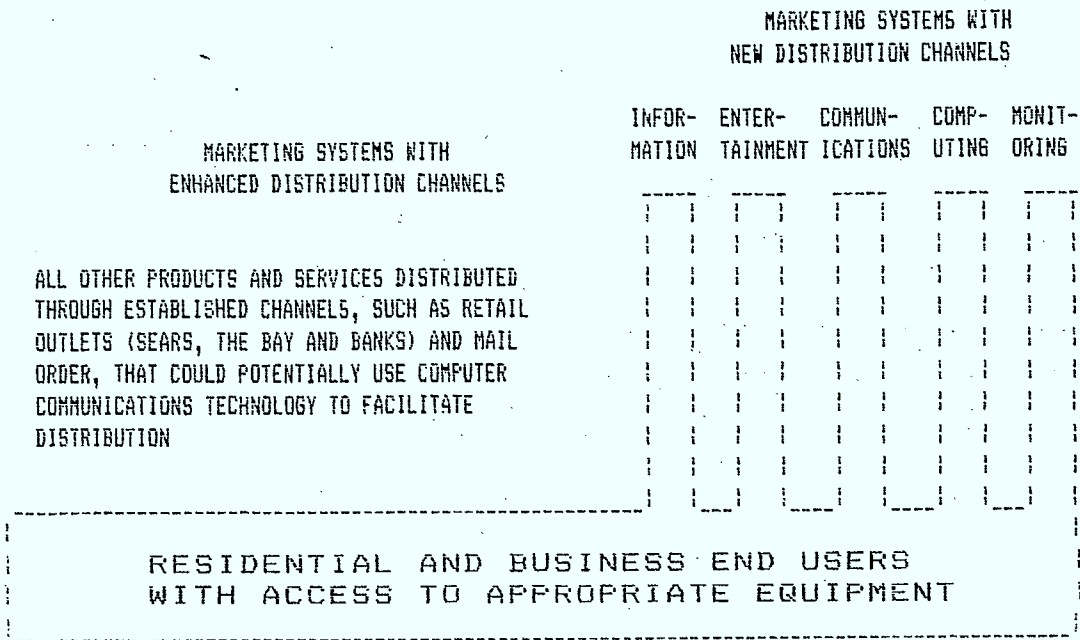 MARKETING SYSTEMS WITH
NEW DISTRIBUTION CHANNELS
INFOR- ENTER- COMMUN- COMP- MONIT-
MATION TAINMENT ICATIONS UTING ORING
MARKETING SYSTEMS WITH
ENHANCED DISTRIBUTION CHANNELS
ALL OTHER PRODUCTS AND SERVICES DISTRIBUTED
THROUGH ESTABLISHED CHANNELS, SUCH AS RETAIL
OUTLETS (SEARS, THE BAY AND BANKS) AND MAIL
ORDER, THAT COULD POTENTIALLY USE COMPUTER
COMMUNICATIONS TECHNOLOGY TO FACILITATE
DISTRIBUTION
RESIDENTIAL AND BUSINESS END USERS
WITH ACCESS TO APPROPRIATE EQUIPMENT